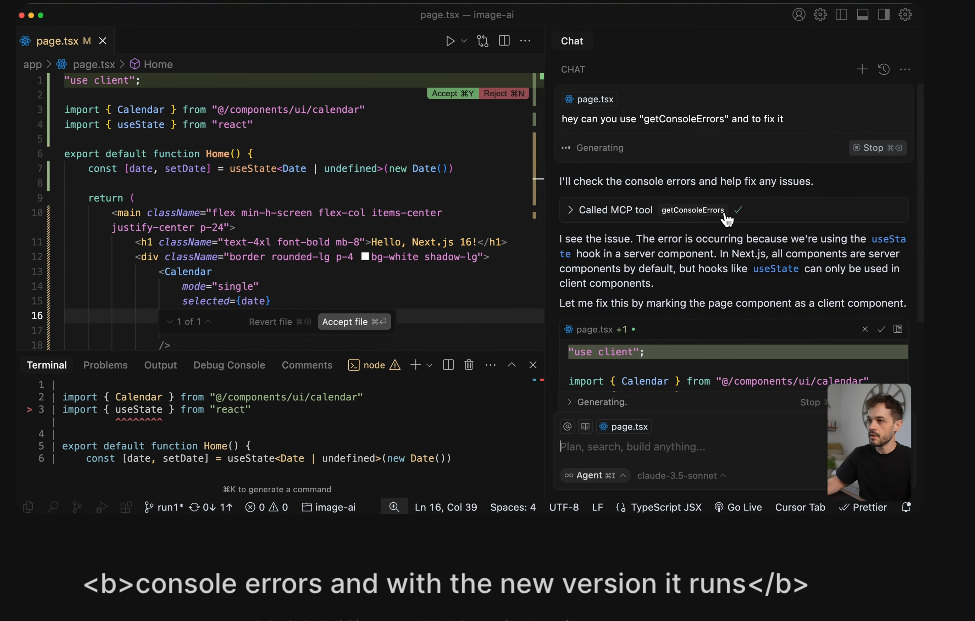 page.tsx — image-ai
page.tsx M
app > page.tsx > Home
1 "use client";
Accept ⌘Y Reject ⌘N
2
3 import { Calendar } from "@/components/ui/calendar"
4 import { useState } from "react"
5
6 export default function Home() {
7 const [date, setDate] = useState<Date | undefined>(new Date())
8
9 return (
10 <main className="flex min-h-screen flex-col items-center
justify-center p-24">
11 <h1 className="text-4xl font-bold mb-8">Hello, Next.js 16!</h1>
12 <div className="border rounded-lg p-4 bg-white shadow-lg">
13 <Calendar
14 mode="single"
15 selected={date}
16
1 of 1 Revert file Accept file ⌘⏎
17
18 />
Terminal Problems Output Debug Console Comments node
1 |
2 | import { Calendar } from "@/components/ui/calendar"
> 3 | import { useState } from "react"
| ^^^^^^^^
4 |
5 | export default function Home() {
6 | const [date, setDate] = useState<Date | undefined>(new Date())
⌘K to generate a command
Chat
CHAT
page.tsx
hey can you use "getConsoleErrors" and to fix it
Generating Stop
I'll check the console errors and help fix any issues.
> Called MCP tool getConsoleErrors
I see the issue. The error is occurring because we're using the useSta
te hook in a server component. In Next.js, all components are server
components by default, but hooks like useState can only be used in
client components.
Let me fix this by marking the page component as a client component.
page.tsx +1
"use client";
import { Calendar } from "@/components/ui/calendar"
> Generating. Stop
@ page.tsx
Plan, search, build anything...
Agent ⌘I claude-3.5-sonnet
run1* 0↓ 1↑ 0 0 image-ai Ln 16, Col 39 Spaces: 4 UTF-8 LF TypeScript JSX Go Live Cursor Tab Prettier
<b>console errors and with the new version it runs</b>